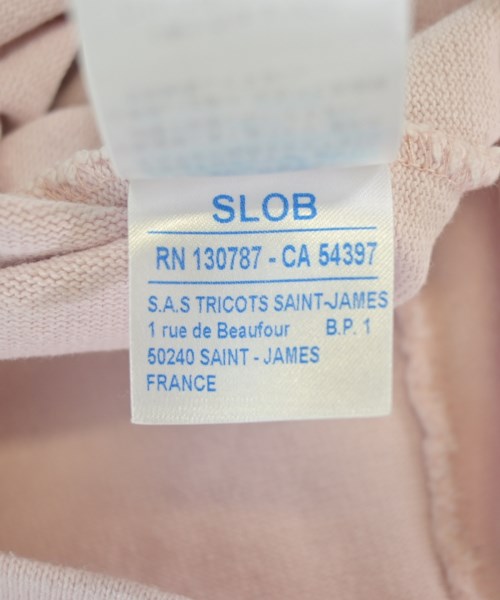 SLOB
RN 130787 - CA 54397
S.A.S TRICOTS SAINT-JAMES
1 rue de Beaufour B.P. 1
50240 SAINT - JAMES
FRANCE